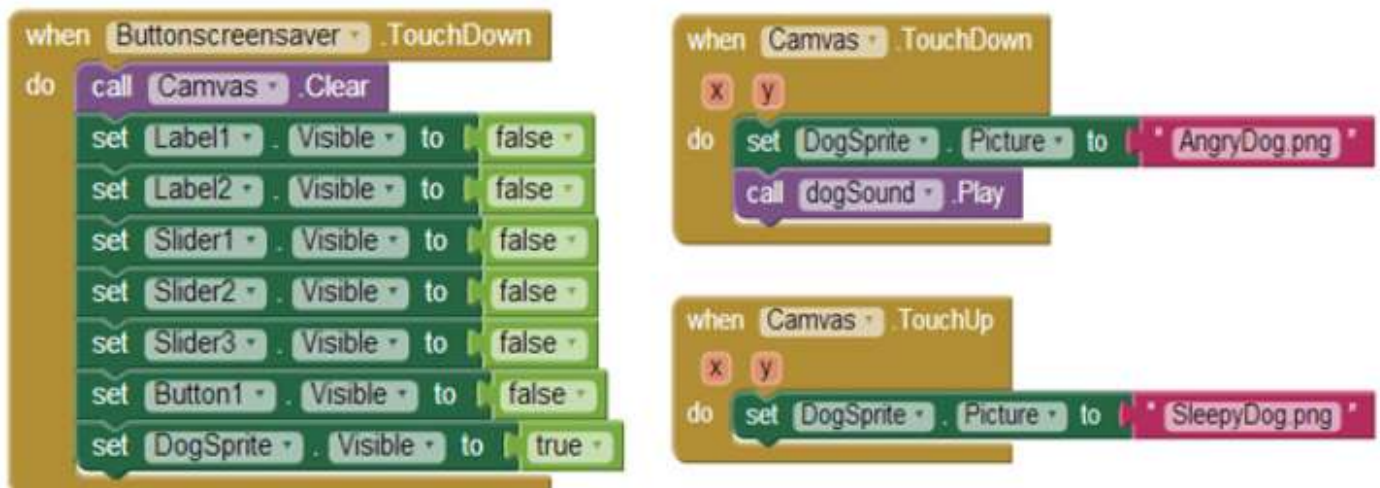 when Buttonscreensaver .TouchDown
do call Camvas .Clear
set Label1 . Visible to false
set Label2 . Visible to false
set Slider1 . Visible to false
set Slider2 . Visible to false
set Slider3 . Visible to false
set Button1 . Visible to false
set DogSprite . Visible to true
when Camvas .TouchDown
x y
do set DogSprite . Picture to " AngryDog.png "
call dogSound .Play
when Camvas .TouchUp
x y
do set DogSprite . Picture to " SleepyDog.png "